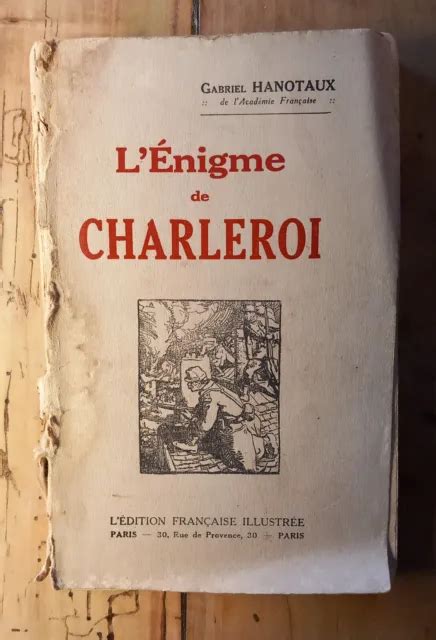 GABRIEL HANOTAUX
:: de l'Académie Française ::
L'Énigme
de
CHARLEROI
L'ÉDITION FRANÇAISE ILLUSTRÉE
PARIS — 30, Rue de Provence, 30 — PARIS